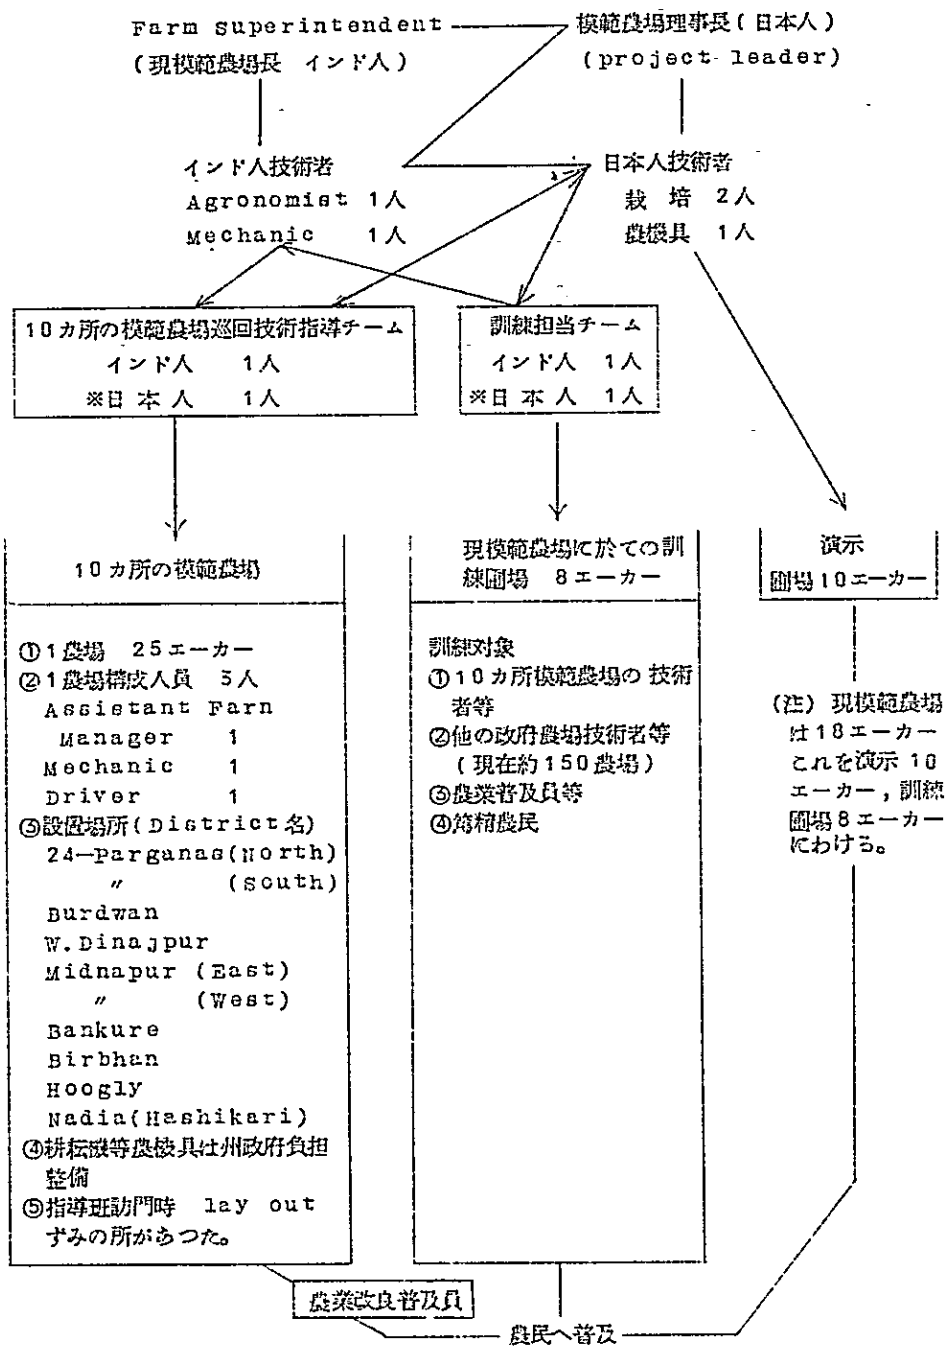 Farm superintendent
模範農場理事長(日本人)
(現模範農場長 インド人)
(project leader)
インド人技術者
Agronomist 1人
Mechanic 1人
日本人技術者
栽培 2人
農機具 1人
10カ所の模範農場巡回技術指導チーム
インド人 1人
※日本人 1人
訓練担当チーム
インド人 1人
※日本人 1人
10カ所の模範農場
①1農場 25エーカー
②1農場構成人員 3人
Assistant Farn
Manager 1
Mechanic 1
Driver 1
③設置場所(District名)
24-Parganas(North)
〃 (South)
Burdwan
W.Dinajpur
Midnapur (East)
〃 (West)
Bankure
Birbhan
Hoogly
Nadia(Hashikari)
④耕耘機等農機具は州政府負担
整備
⑤指導班訪問時 lay out
ずみの所があつた。
現模範農場に於ての訓
練圃場 8エーカー
訓練対象
①10カ所模範農場の技術
者等
②他の政府農場技術者等
(現在約150農場)
③農業普及員等
④篤精農民
演示
圃場10エーカー
(注) 現模範農場
は18エーカー
これを演示10
エーカー,訓練
圃場8エーカー
にわける。
農業改良普及員
農民へ普及